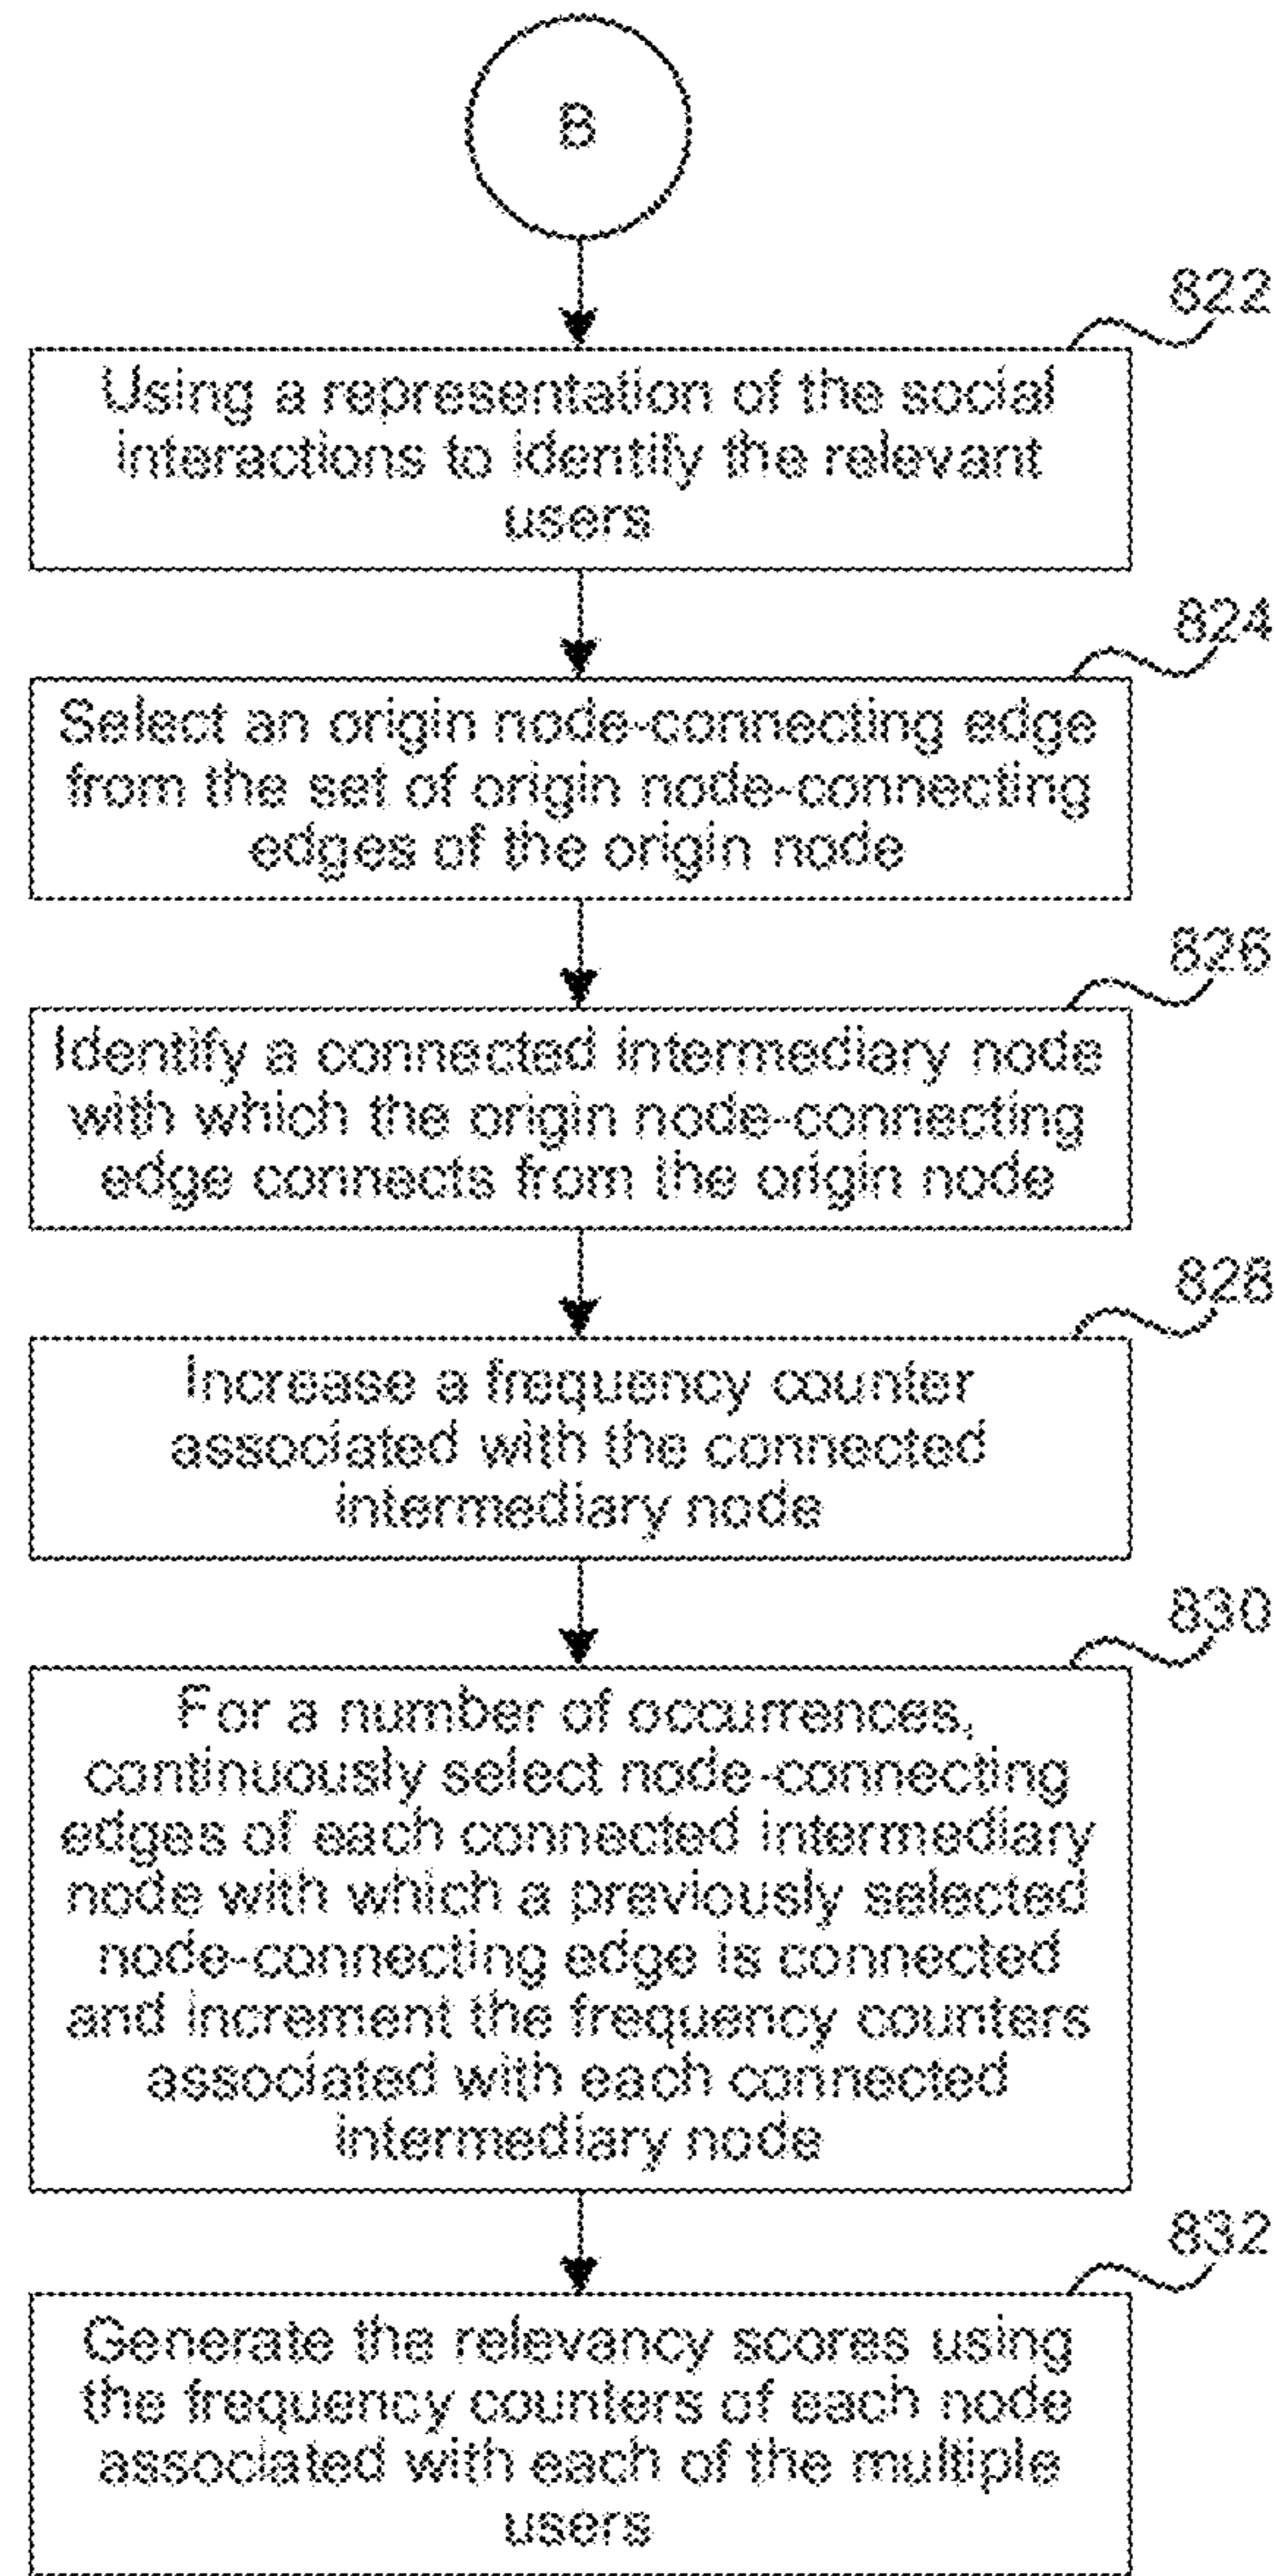 B
822
Using a representation of the social
interactions to identify the relevant
users
824
Select an origin node-connecting edge
from the set of origin node-connecting
edges of the origin node
826
Identify a connected intermediary node
with which the origin node-connecting
edge connects from the origin node
828
Increase a frequency counter
associated with the connected
intermediary node
830
For a number of occurrences,
continuously select node-connecting
edges of each connected intermediary
node with which a previously selected
node-connecting edge is connected
and increment the frequency counters
associated with each connected
intermediary node
832
Generate the relevancy scores using
the frequency counters of each node
associated with each of the multiple
users